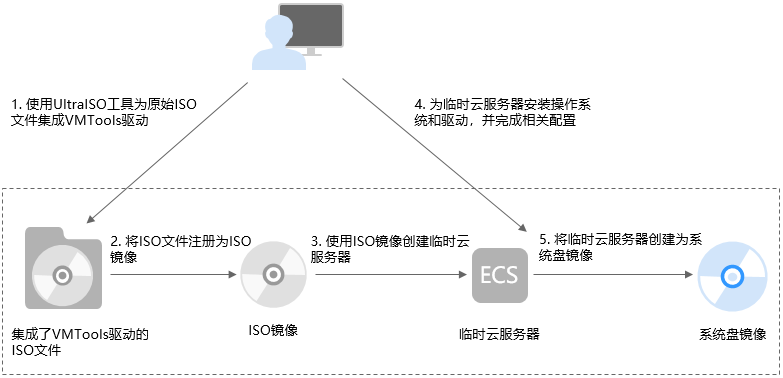 1. 使用UltraISO工具为原始ISO
文件集成VMTools驱动
4. 为临时云服务器安装操作系
统和驱动，并完成相关配置
2. 将ISO文件注册为ISO
镜像
3. 使用ISO镜像创建临时云
服务器
5. 将临时云服务器创建为系
统盘镜像
ECS
集成了VMTools驱动的
ISO文件
ISO镜像
临时云服务器
系统盘镜像